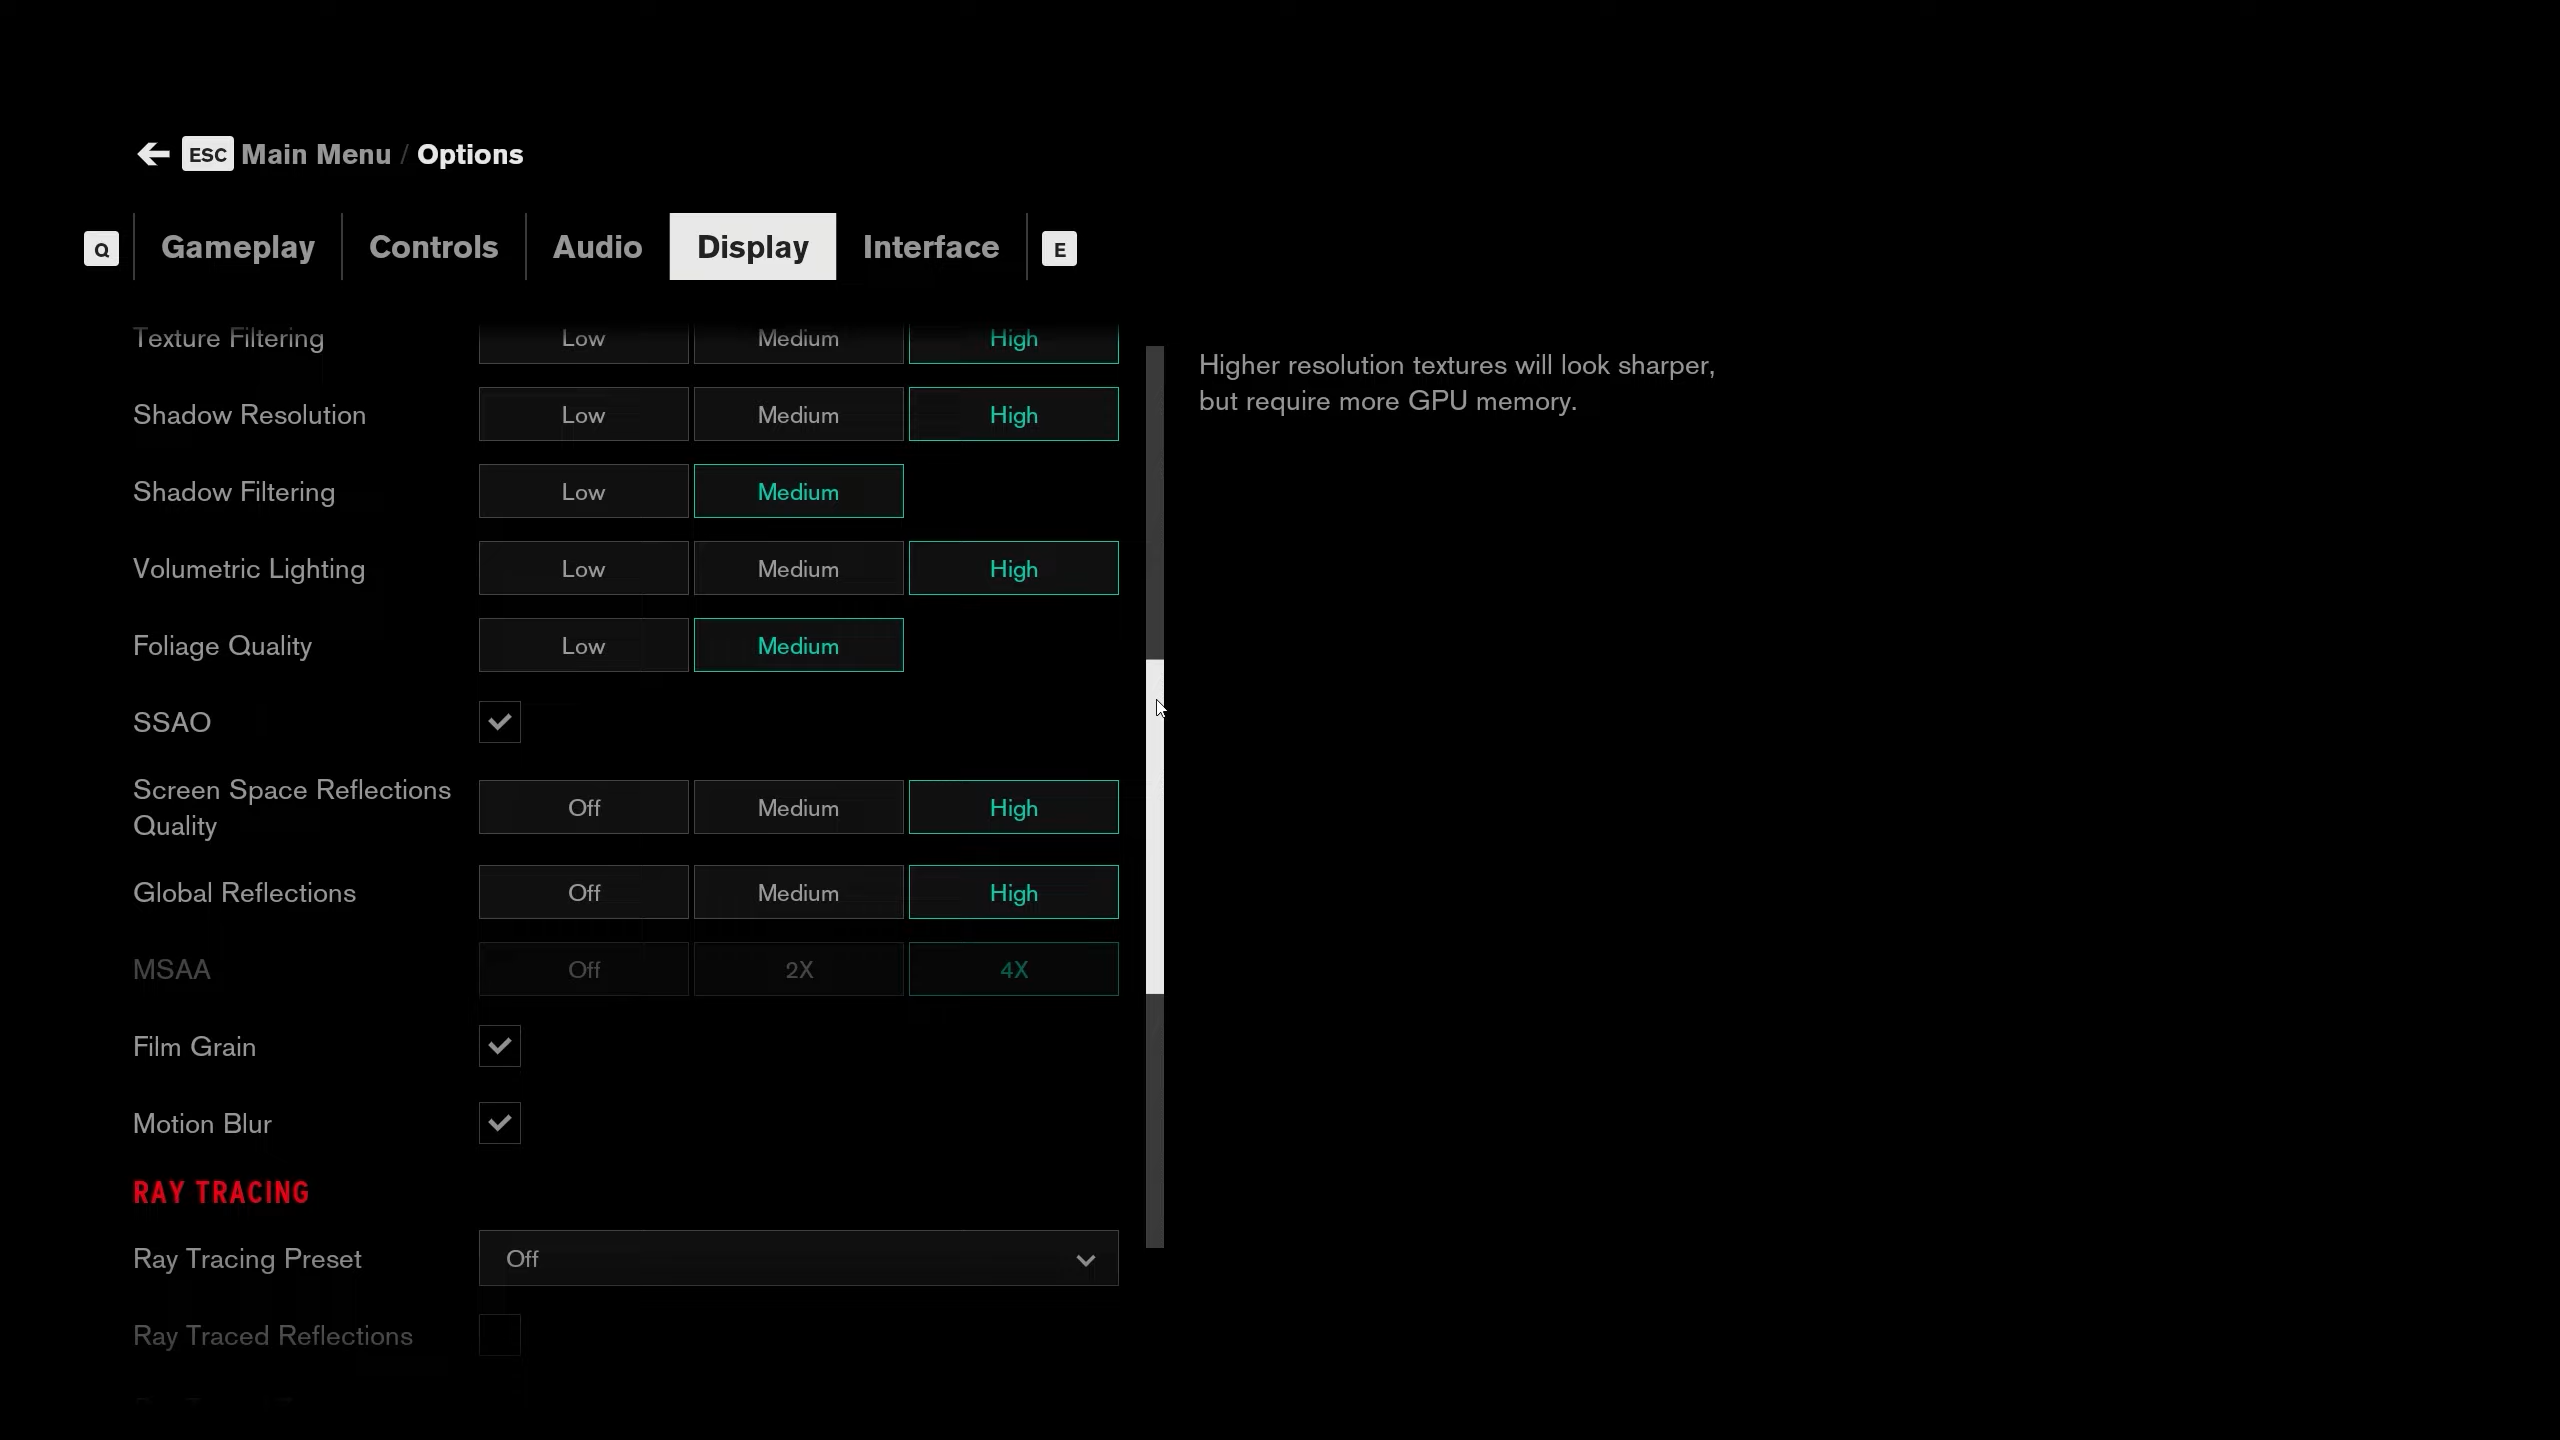 ESC Main Menu / Options
Q Gameplay Controls Audio Display Interface E
Texture Filtering Low Medium High
Higher resolution textures will look sharper,
but require more GPU memory.
Shadow Resolution Low Medium High
Shadow Filtering Low Medium
Volumetric Lighting Low Medium High
Foliage Quality Low Medium
SSAO
Screen Space Reflections
Quality Off Medium High
Global Reflections Off Medium High
MSAA Off 2X 4X
Film Grain
Motion Blur
RAY TRACING
Ray Tracing Preset Off
Ray Traced Reflections